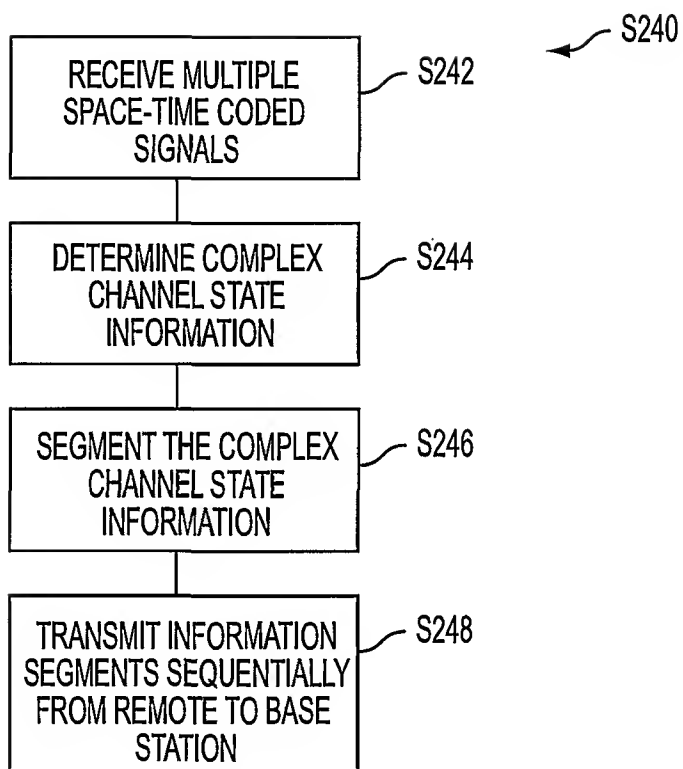 S240
RECEIVE MULTIPLE
SPACE-TIME CODED
SIGNALS
S242
DETERMINE COMPLEX
CHANNEL STATE
INFORMATION
S244
SEGMENT THE COMPLEX
CHANNEL STATE
INFORMATION
S246
TRANSMIT INFORMATION
SEGMENTS SEQUENTIALLY
FROM REMOTE TO BASE
STATION
S248